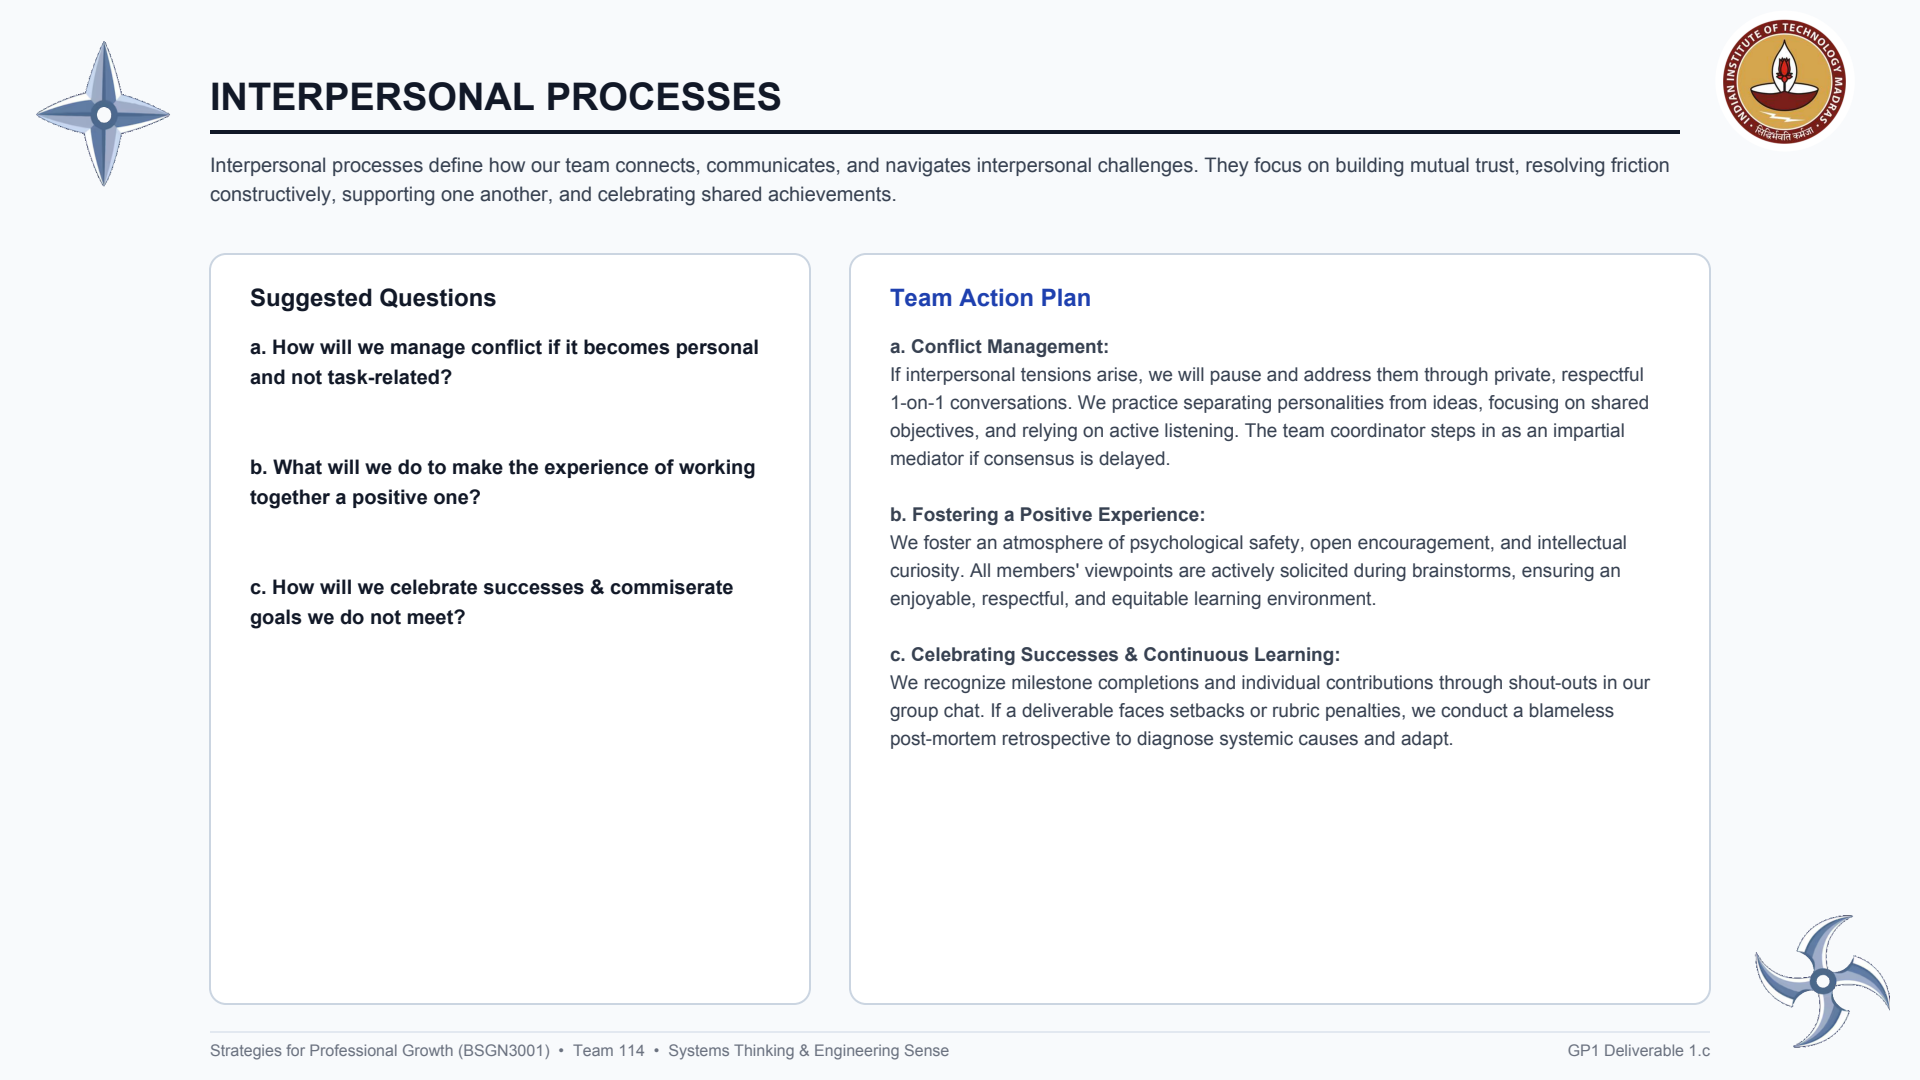 INTERPERSONAL PROCESSES
INDIAN INSTITUTE OF TECHNOLOGY MADRAS
सिद्धिर्भवति कर्मजा
Interpersonal processes define how our team connects, communicates, and navigates interpersonal challenges. They focus on building mutual trust, resolving friction
constructively, supporting one another, and celebrating shared achievements.
Suggested Questions
a. How will we manage conflict if it becomes personal
and not task-related?
b. What will we do to make the experience of working
together a positive one?
c. How will we celebrate successes & commiserate
goals we do not meet?
Team Action Plan
a. Conflict Management:
If interpersonal tensions arise, we will pause and address them through private, respectful
1-on-1 conversations. We practice separating personalities from ideas, focusing on shared
objectives, and relying on active listening. The team coordinator steps in as an impartial
mediator if consensus is delayed.
b. Fostering a Positive Experience:
We foster an atmosphere of psychological safety, open encouragement, and intellectual
curiosity. All members' viewpoints are actively solicited during brainstorms, ensuring an
enjoyable, respectful, and equitable learning environment.
c. Celebrating Successes & Continuous Learning:
We recognize milestone completions and individual contributions through shout-outs in our
group chat. If a deliverable faces setbacks or rubric penalties, we conduct a blameless
post-mortem retrospective to diagnose systemic causes and adapt.
Strategies for Professional Growth (BSGN3001) • Team 114 • Systems Thinking & Engineering Sense
GP1 Deliverable 1.c